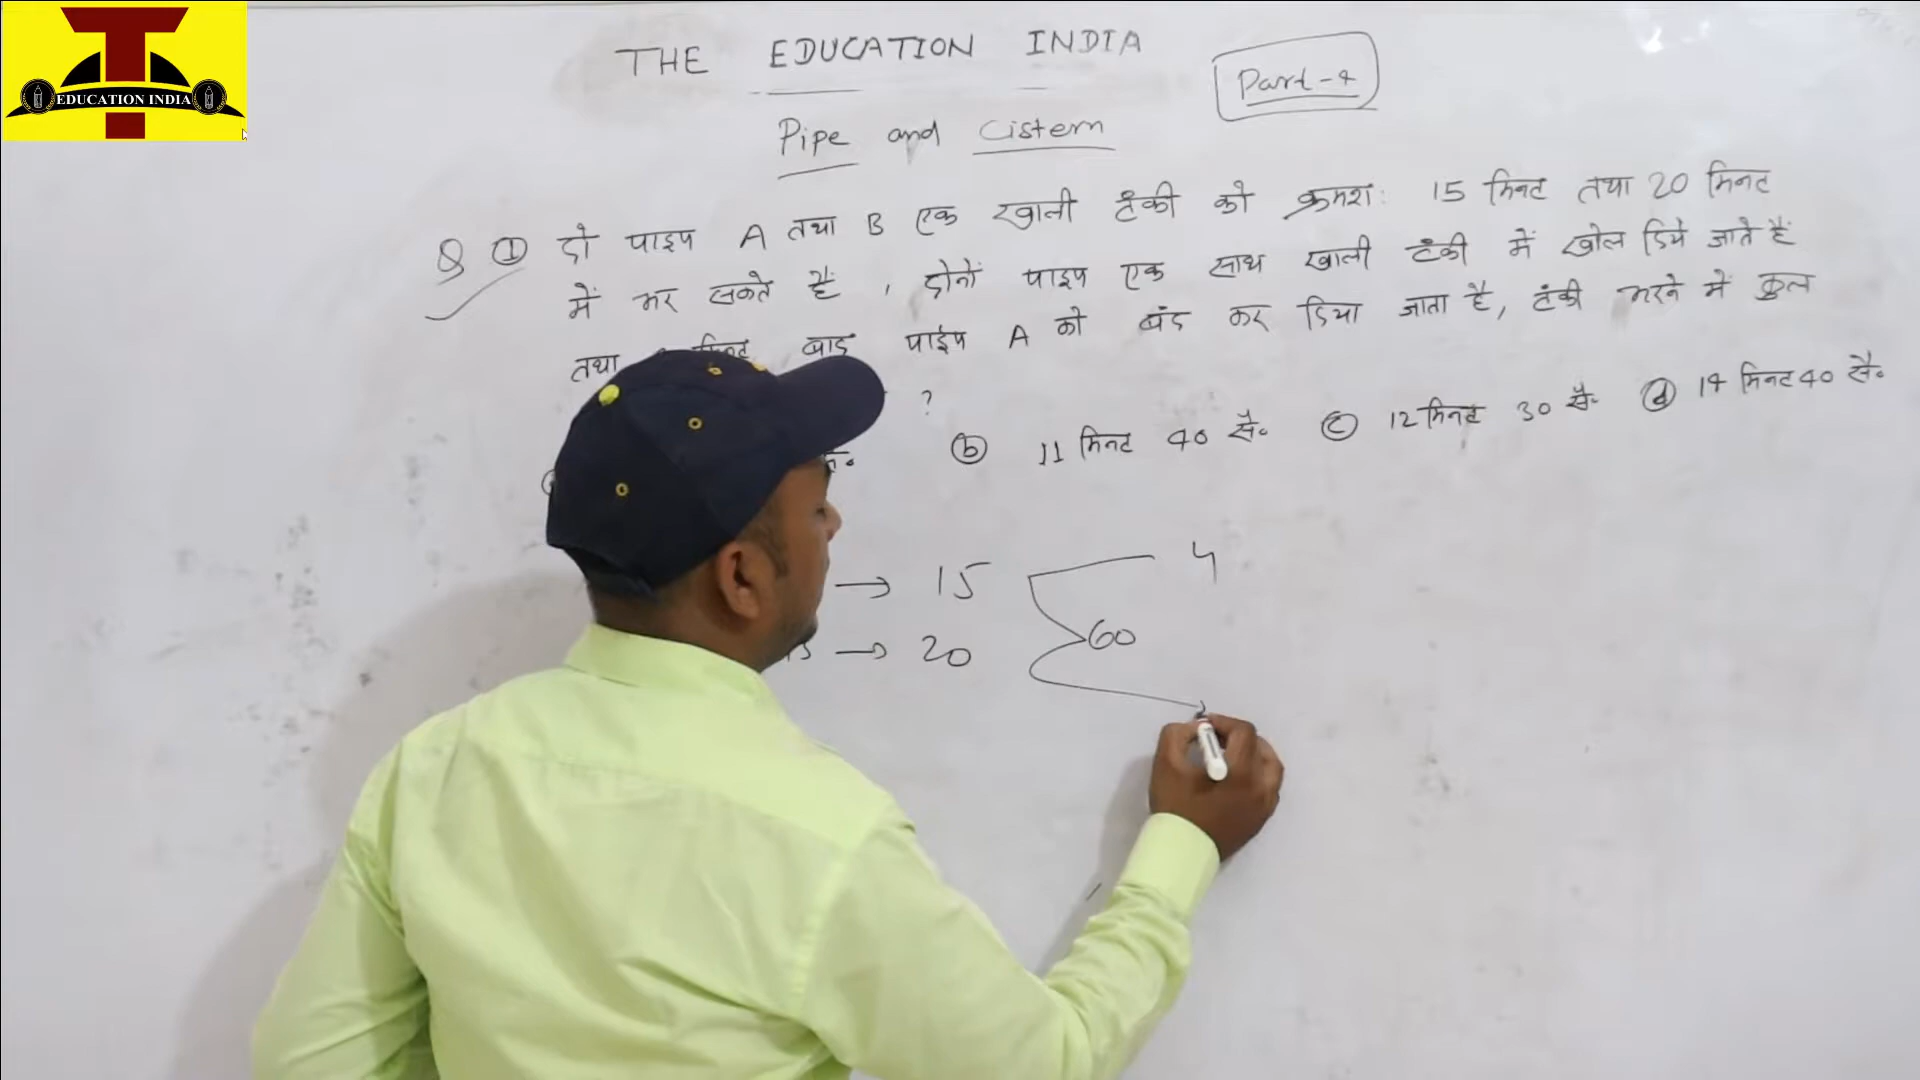 EDUCATION INDIA
THE EDUCATION INDIA
Part-4
Pipe and Cistern
Q ① दो पाइप A तथा B एक खाली टंकी को क्रमश: 15 मिनट तथा 20 मिनट
में भर सकते हैं , दोनों पाइप एक साथ खाली टंकी में खोल दिये जाते हैं
तथा मिनट बाद पाईप A को बंद कर दिया जाता है, टंकी भरने में कुल
?
ⓑ 11 मिनट 40 सै० ⓒ 12 मिनट 30 सै० ⓓ 14 मिनट 40 सै०
→ 15 4
60
→ 20